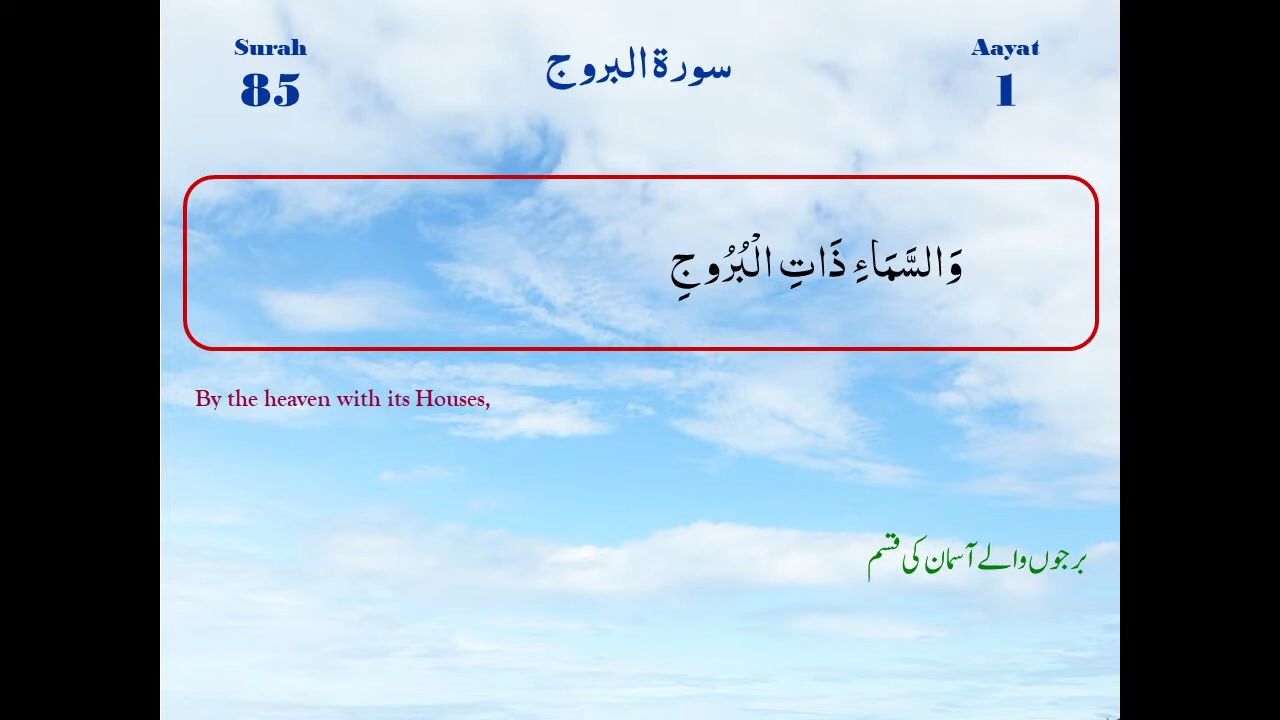 Surah
85
سورة البروج
Aayat
1
وَالسَّمَاءِ ذَاتِ الْبُرُوجِ
By the heaven with its Houses,
برجوں والے آسمان کی قسم